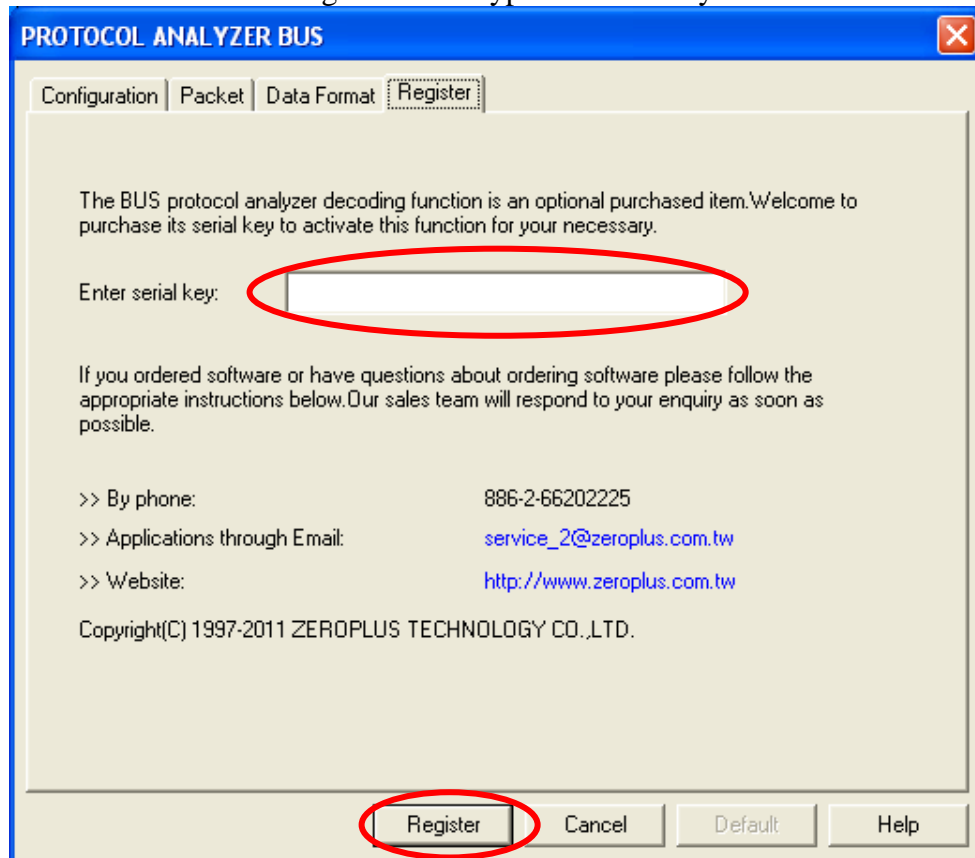 PROTOCOL ANALYZER BUS
Configuration Packet Data Format Register
The BUS protocol analyzer decoding function is an optional purchased item.Welcome to
purchase its serial key to activate this function for your necessary.
Enter serial key:
If you ordered software or have questions about ordering software please follow the
appropriate instructions below.Our sales team will respond to your enquiry as soon as
possible.
>> By phone: 886-2-66202225
>> Applications through Email: service_2@zeroplus.com.tw
>> Website: http://www.zeroplus.com.tw
Copyright(C) 1997-2011 ZEROPLUS TECHNOLOGY CO.,LTD.
Register Cancel Default Help